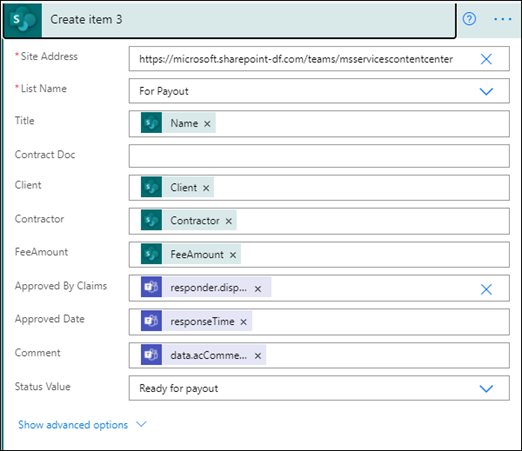 Create item 3
* Site Address https://microsoft.sharepoint-df.com/teams/msservicescontentcenter
* List Name For Payout
Title Name
Contract Doc
Client Client
Contractor Contractor
FeeAmount FeeAmount
Approved By Claims responder.disp...
Approved Date responseTime
Comment data.acComme...
Status Value Ready for payout
Show advanced options